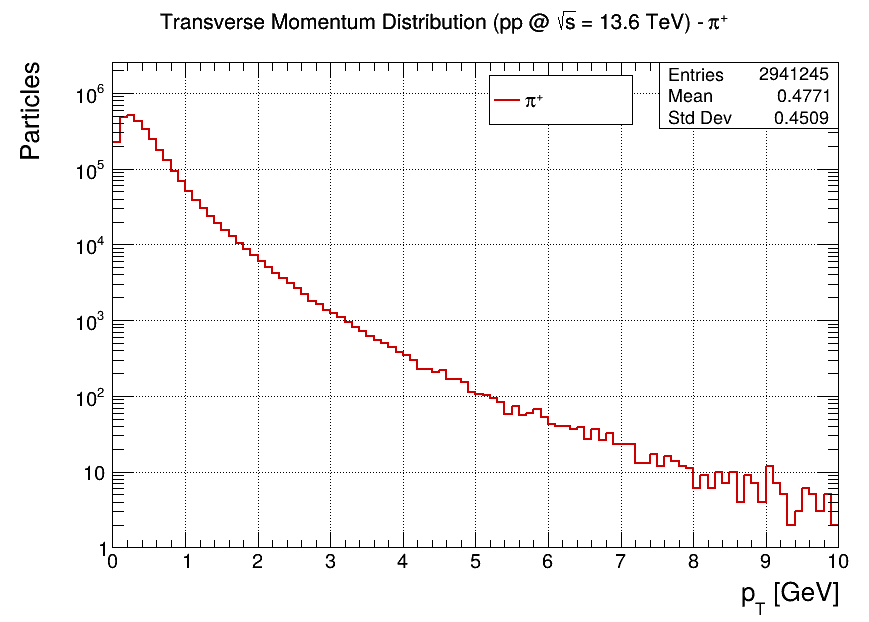 Transverse Momentum Distribution (pp @ √s = 13.6 TeV) - π⁺
Particles
π⁺
Entries 2941245
Mean 0.4771
Std Dev 0.4509
10⁶
10⁵
10⁴
10³
10²
10
1
0 1 2 3 4 5 6 7 8 9 10
p_T [GeV]